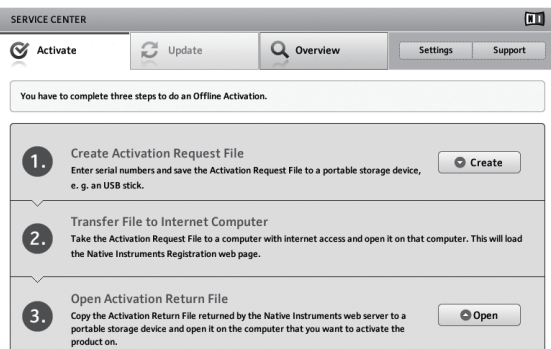 SERVICE CENTER
NI
Activate
Update
Overview
Settings
Support
You have to complete three steps to do an Offline Activation.
1.
Create Activation Request File
Enter serial numbers and save the Activation Request File to a portable storage device,
e. g. an USB stick.
Create
2.
Transfer File to Internet Computer
Take the Activation Request File to a computer with internet access and open it on that computer. This will load
the Native Instruments Registration web page.
3.
Open Activation Return File
Copy the Activation Return File returned by the Native Instruments web server to a
portable storage device and open it on the computer that you want to activate the
product on.
Open